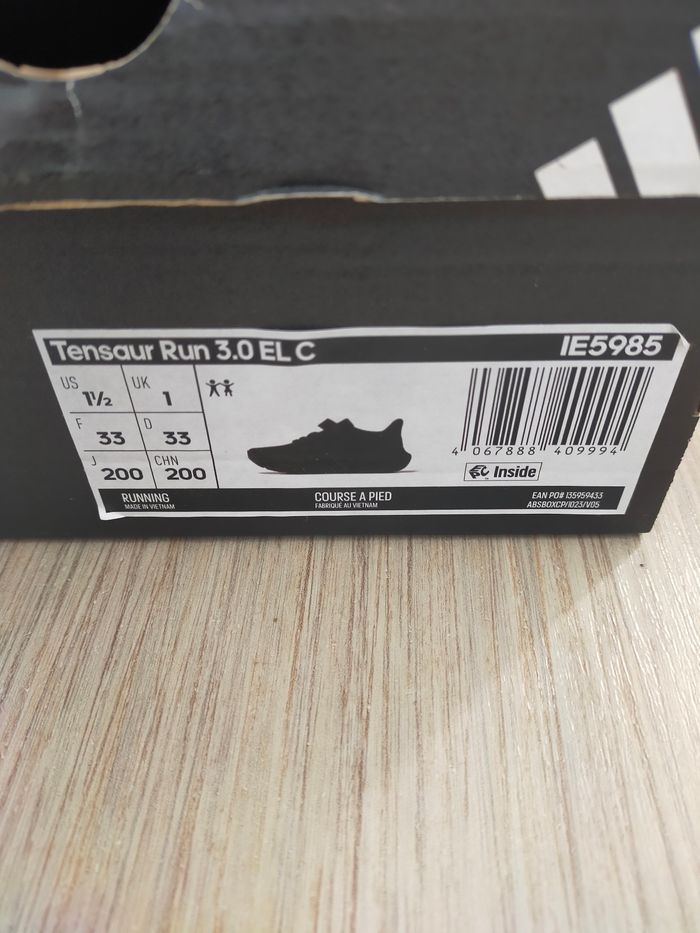 Tensaur Run 3.0 EL C IE5985
US 1½ UK 1
F 33 D 33
J 200 CHN 200
4 067888 409994
Inside
RUNNING COURSE A PIED EAN PO# 135959433
MADE IN VIETNAM FABRIQUE AU VIETNAM ABSBOXCP/1023/V05